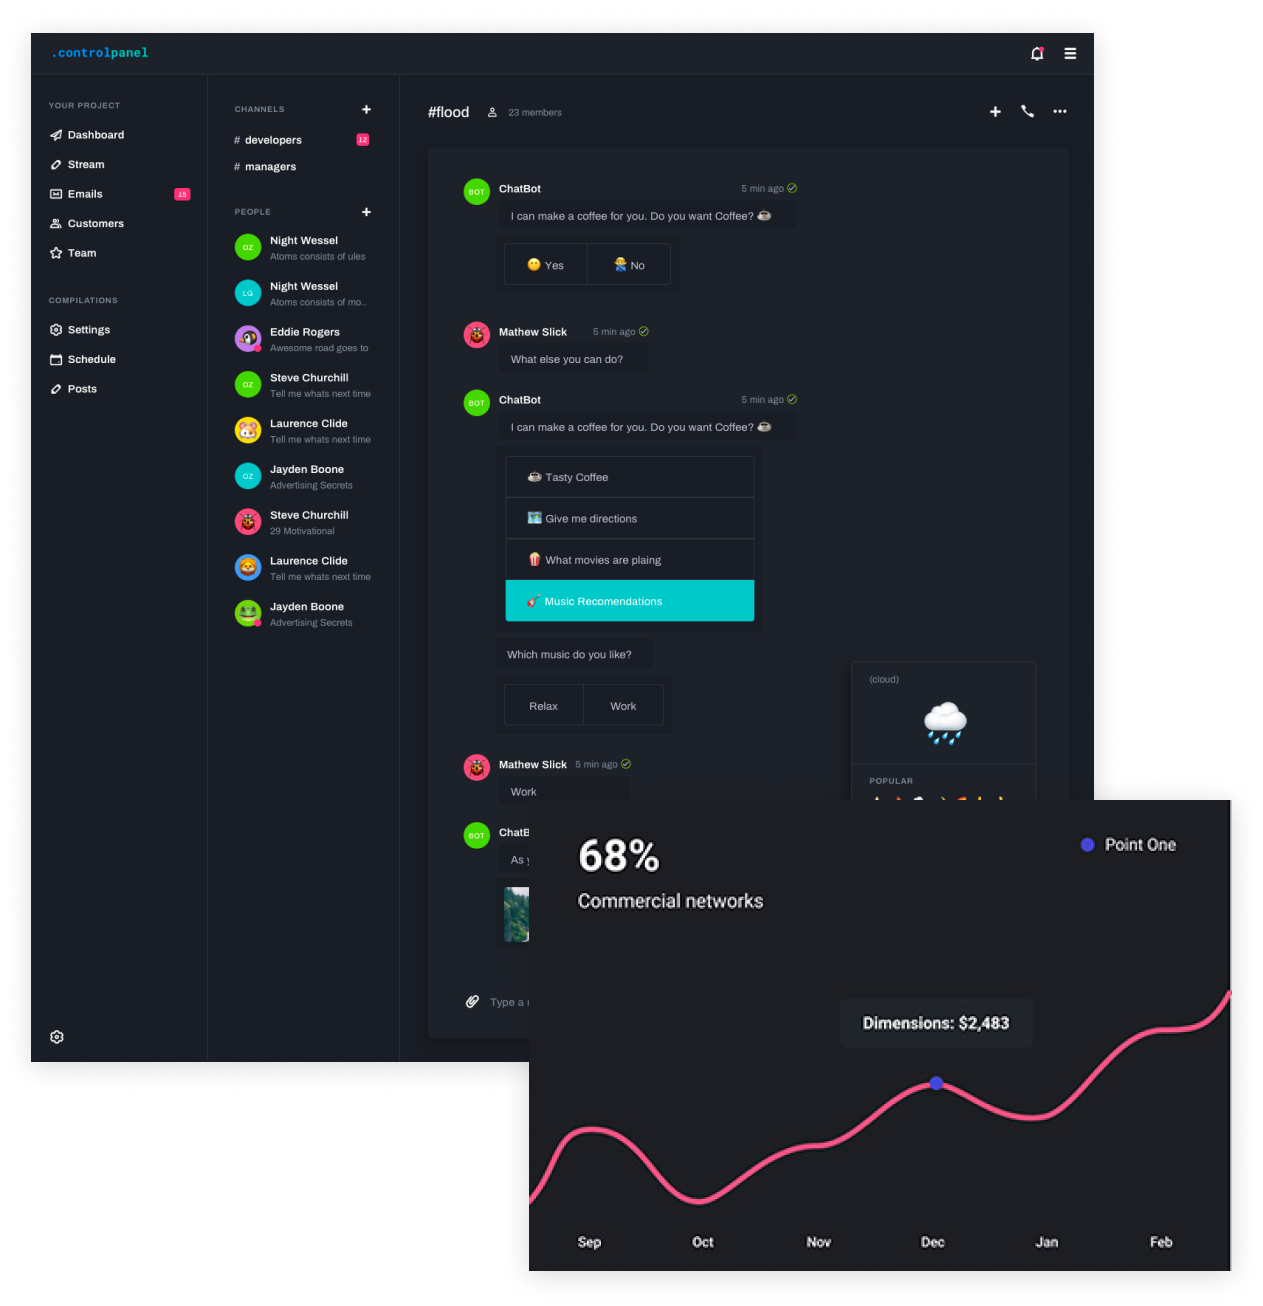 .controlpanel
YOUR PROJECT
Dashboard
Stream
Emails 15
Customers
Team
COMPILATIONS
Settings
Schedule
Posts
CHANNELS
# developers 12
# managers
PEOPLE
OZ
Night Wessel
Atoms consists of ules
LG
Night Wessel
Atoms consists of mo..
Eddie Rogers
Awesome road goes to
OZ
Steve Churchill
Tell me whats next time
Laurence Clide
Tell me whats next time
OZ
Jayden Boone
Advertising Secrets
Steve Churchill
29 Motivational
Laurence Clide
Tell me whats next time
Jayden Boone
Advertising Secrets
#flood 23 members
BOT
ChatBot 5 min ago
I can make a coffee for you. Do you want Coffee?
Yes No
Mathew Slick 5 min ago
What else you can do?
BOT
ChatBot 5 min ago
I can make a coffee for you. Do you want Coffee?
Tasty Coffee
Give me directions
What movies are plaing
Music Recomendations
Which music do you like?
Relax Work
(cloud)
POPULAR
Mathew Slick 5 min ago
Work
BOT
As
Type a
68%
Commercial networks
Point One
Dimensions: $2,483
Sep Oct Nov Dec Jan Feb